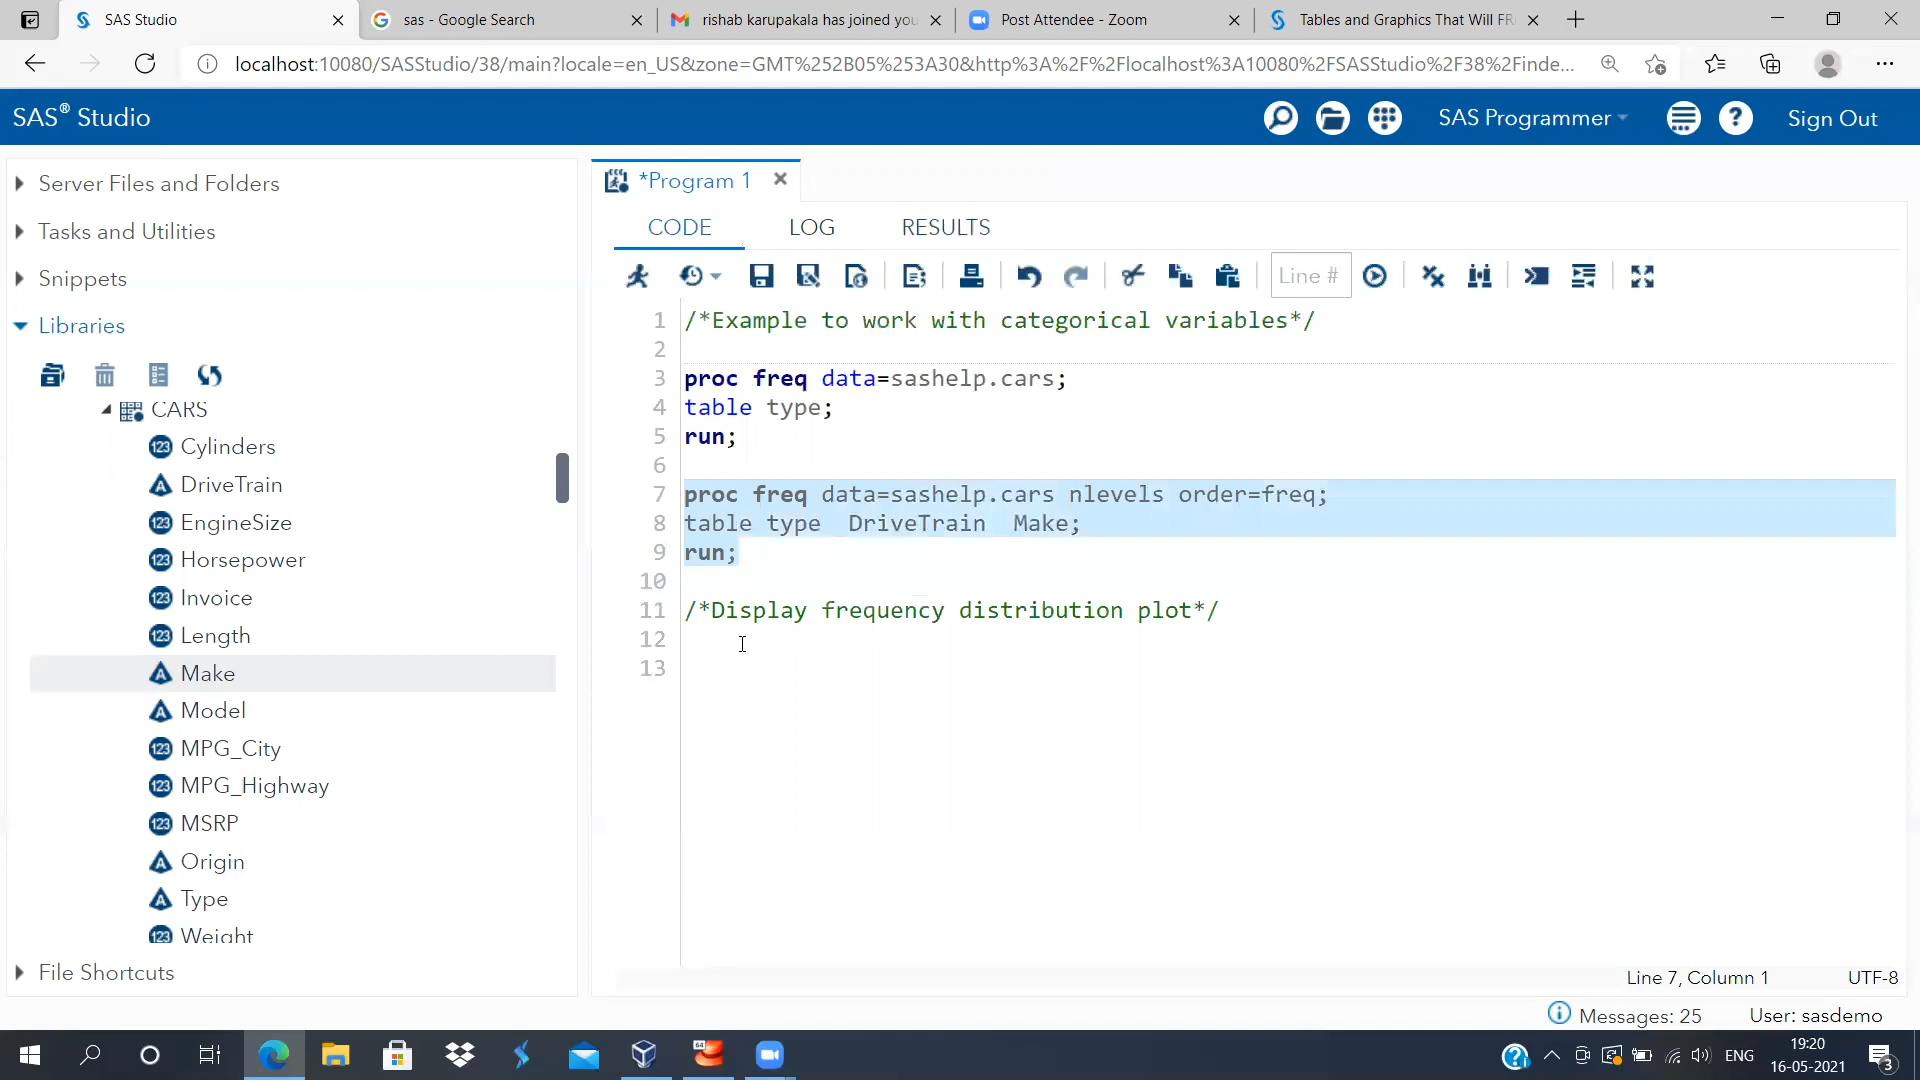 SAS Studio
sas - Google Search
rishab karupakala has joined you
Post Attendee - Zoom
Tables and Graphics That Will FR
localhost:10080/SASStudio/38/main?locale=en_US&zone=GMT%252B05%253A30&http%3A%2F%2Flocalhost%3A10080%2FSASStudio%2F38%2Finde...
SAS® Studio
SAS Programmer
Sign Out
Server Files and Folders
Tasks and Utilities
Snippets
Libraries
CARS
Cylinders
DriveTrain
EngineSize
Horsepower
Invoice
Length
Make
Model
MPG_City
MPG_Highway
MSRP
Origin
Type
Weight
File Shortcuts
*Program 1
CODE LOG RESULTS
Line #
1 /*Example to work with categorical variables*/
2
3 proc freq data=sashelp.cars;
4 table type;
5 run;
6
7 proc freq data=sashelp.cars nlevels order=freq;
8 table type  DriveTrain  Make;
9 run;
10
11 /*Display frequency distribution plot*/
12
13
Line 7, Column 1
UTF-8
Messages: 25
User: sasdemo
64
ENG
19:20
16-05-2021
3